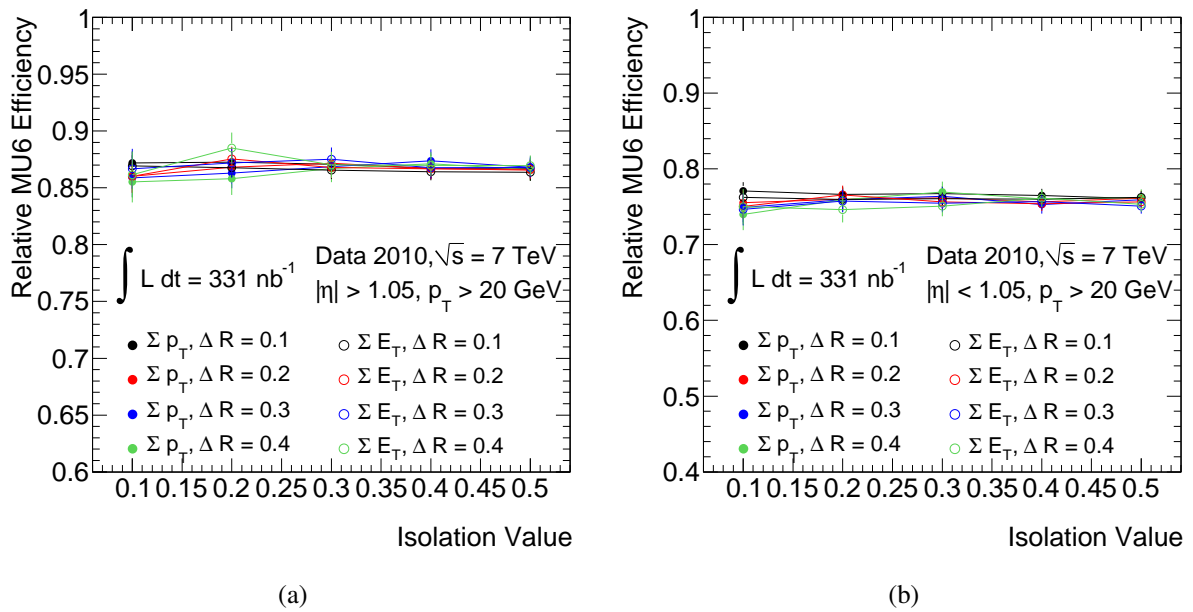 Relative MU6 Efficiency
1
0.95
0.9
0.85
0.8
0.75
0.7
0.65
0.6
∫ L dt = 331 nb⁻¹
Data 2010,√s = 7 TeV
|η| > 1.05, p_T > 20 GeV
Σ p_T, Δ R = 0.1
Σ p_T, Δ R = 0.2
Σ p_T, Δ R = 0.3
Σ p_T, Δ R = 0.4
Σ E_T, Δ R = 0.1
Σ E_T, Δ R = 0.2
Σ E_T, Δ R = 0.3
Σ E_T, Δ R = 0.4
0.1 0.15 0.2 0.25 0.3 0.35 0.4 0.45 0.5
Isolation Value
(a)
Relative MU6 Efficiency
1
0.9
0.8
0.7
0.6
0.5
0.4
∫ L dt = 331 nb⁻¹
Data 2010,√s = 7 TeV
|η| < 1.05, p_T > 20 GeV
Σ p_T, Δ R = 0.1
Σ p_T, Δ R = 0.2
Σ p_T, Δ R = 0.3
Σ p_T, Δ R = 0.4
Σ E_T, Δ R = 0.1
Σ E_T, Δ R = 0.2
Σ E_T, Δ R = 0.3
Σ E_T, Δ R = 0.4
0.1 0.15 0.2 0.25 0.3 0.35 0.4 0.45 0.5
Isolation Value
(b)